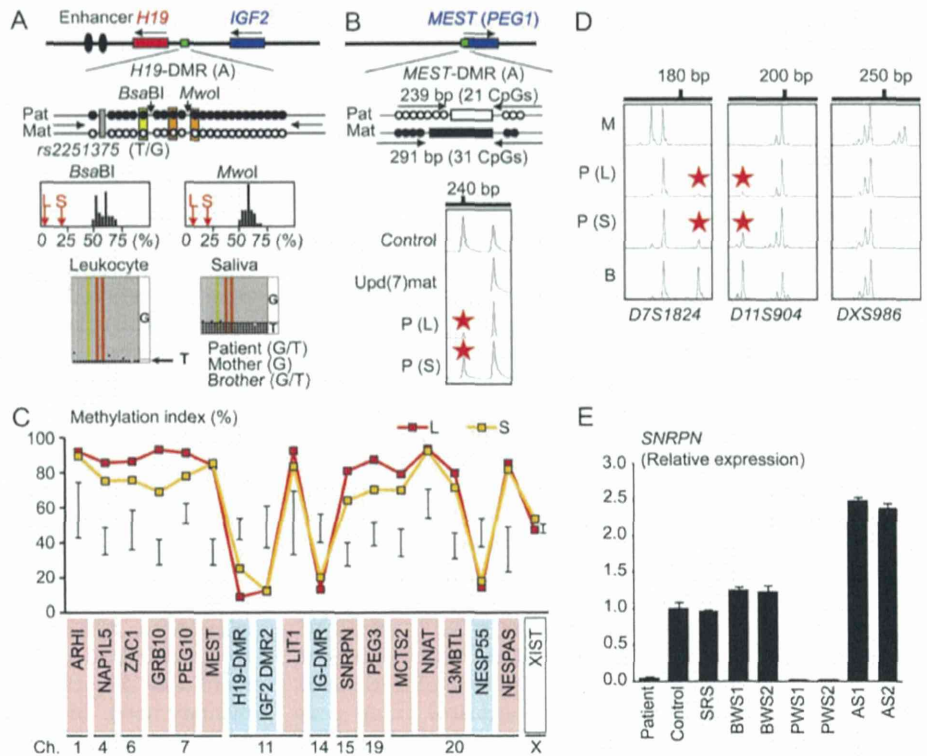 A
Enhancer H19 IGF2
H19-DMR (A)
BsaBI MwoI
Pat
Mat
rs2251375 (T/G)
BsaBI MwoI
L S L S
0 25 50 75 (%) 0 25 50 75 (%)
Leukocyte Saliva
G G
T T
Patient (G/T)
Mother (G)
Brother (G/T)
B
MEST (PEG1)
MEST-DMR (A)
239 bp (21 CpGs)
Pat
Mat
291 bp (31 CpGs)
240 bp
Control
Upd(7)mat
P (L)
P (S)
D
180 bp 200 bp 250 bp
M
P (L)
P (S)
B
D7S1824 D11S904 DXS986
C
Methylation index (%)
L S
100
80
60
40
20
0
ARHI
NAP1L5
ZAC1
GRB10
PEG10
MEST
H19-DMR
IGF2 DMR2
LIT1
IG-DMR
SNRPN
PEG3
MCTS2
NNAT
L3MBTL
NESP55
NESPAS
XIST
Ch. 1 4 6 7 11 14 15 19 20 X
E
SNRPN
(Relative expression)
3.0
2.5
2.0
1.5
1.0
0.5
0.0
Patient
Control
SRS
BWS1
BWS2
PWS1
PWS2
AS1
AS2